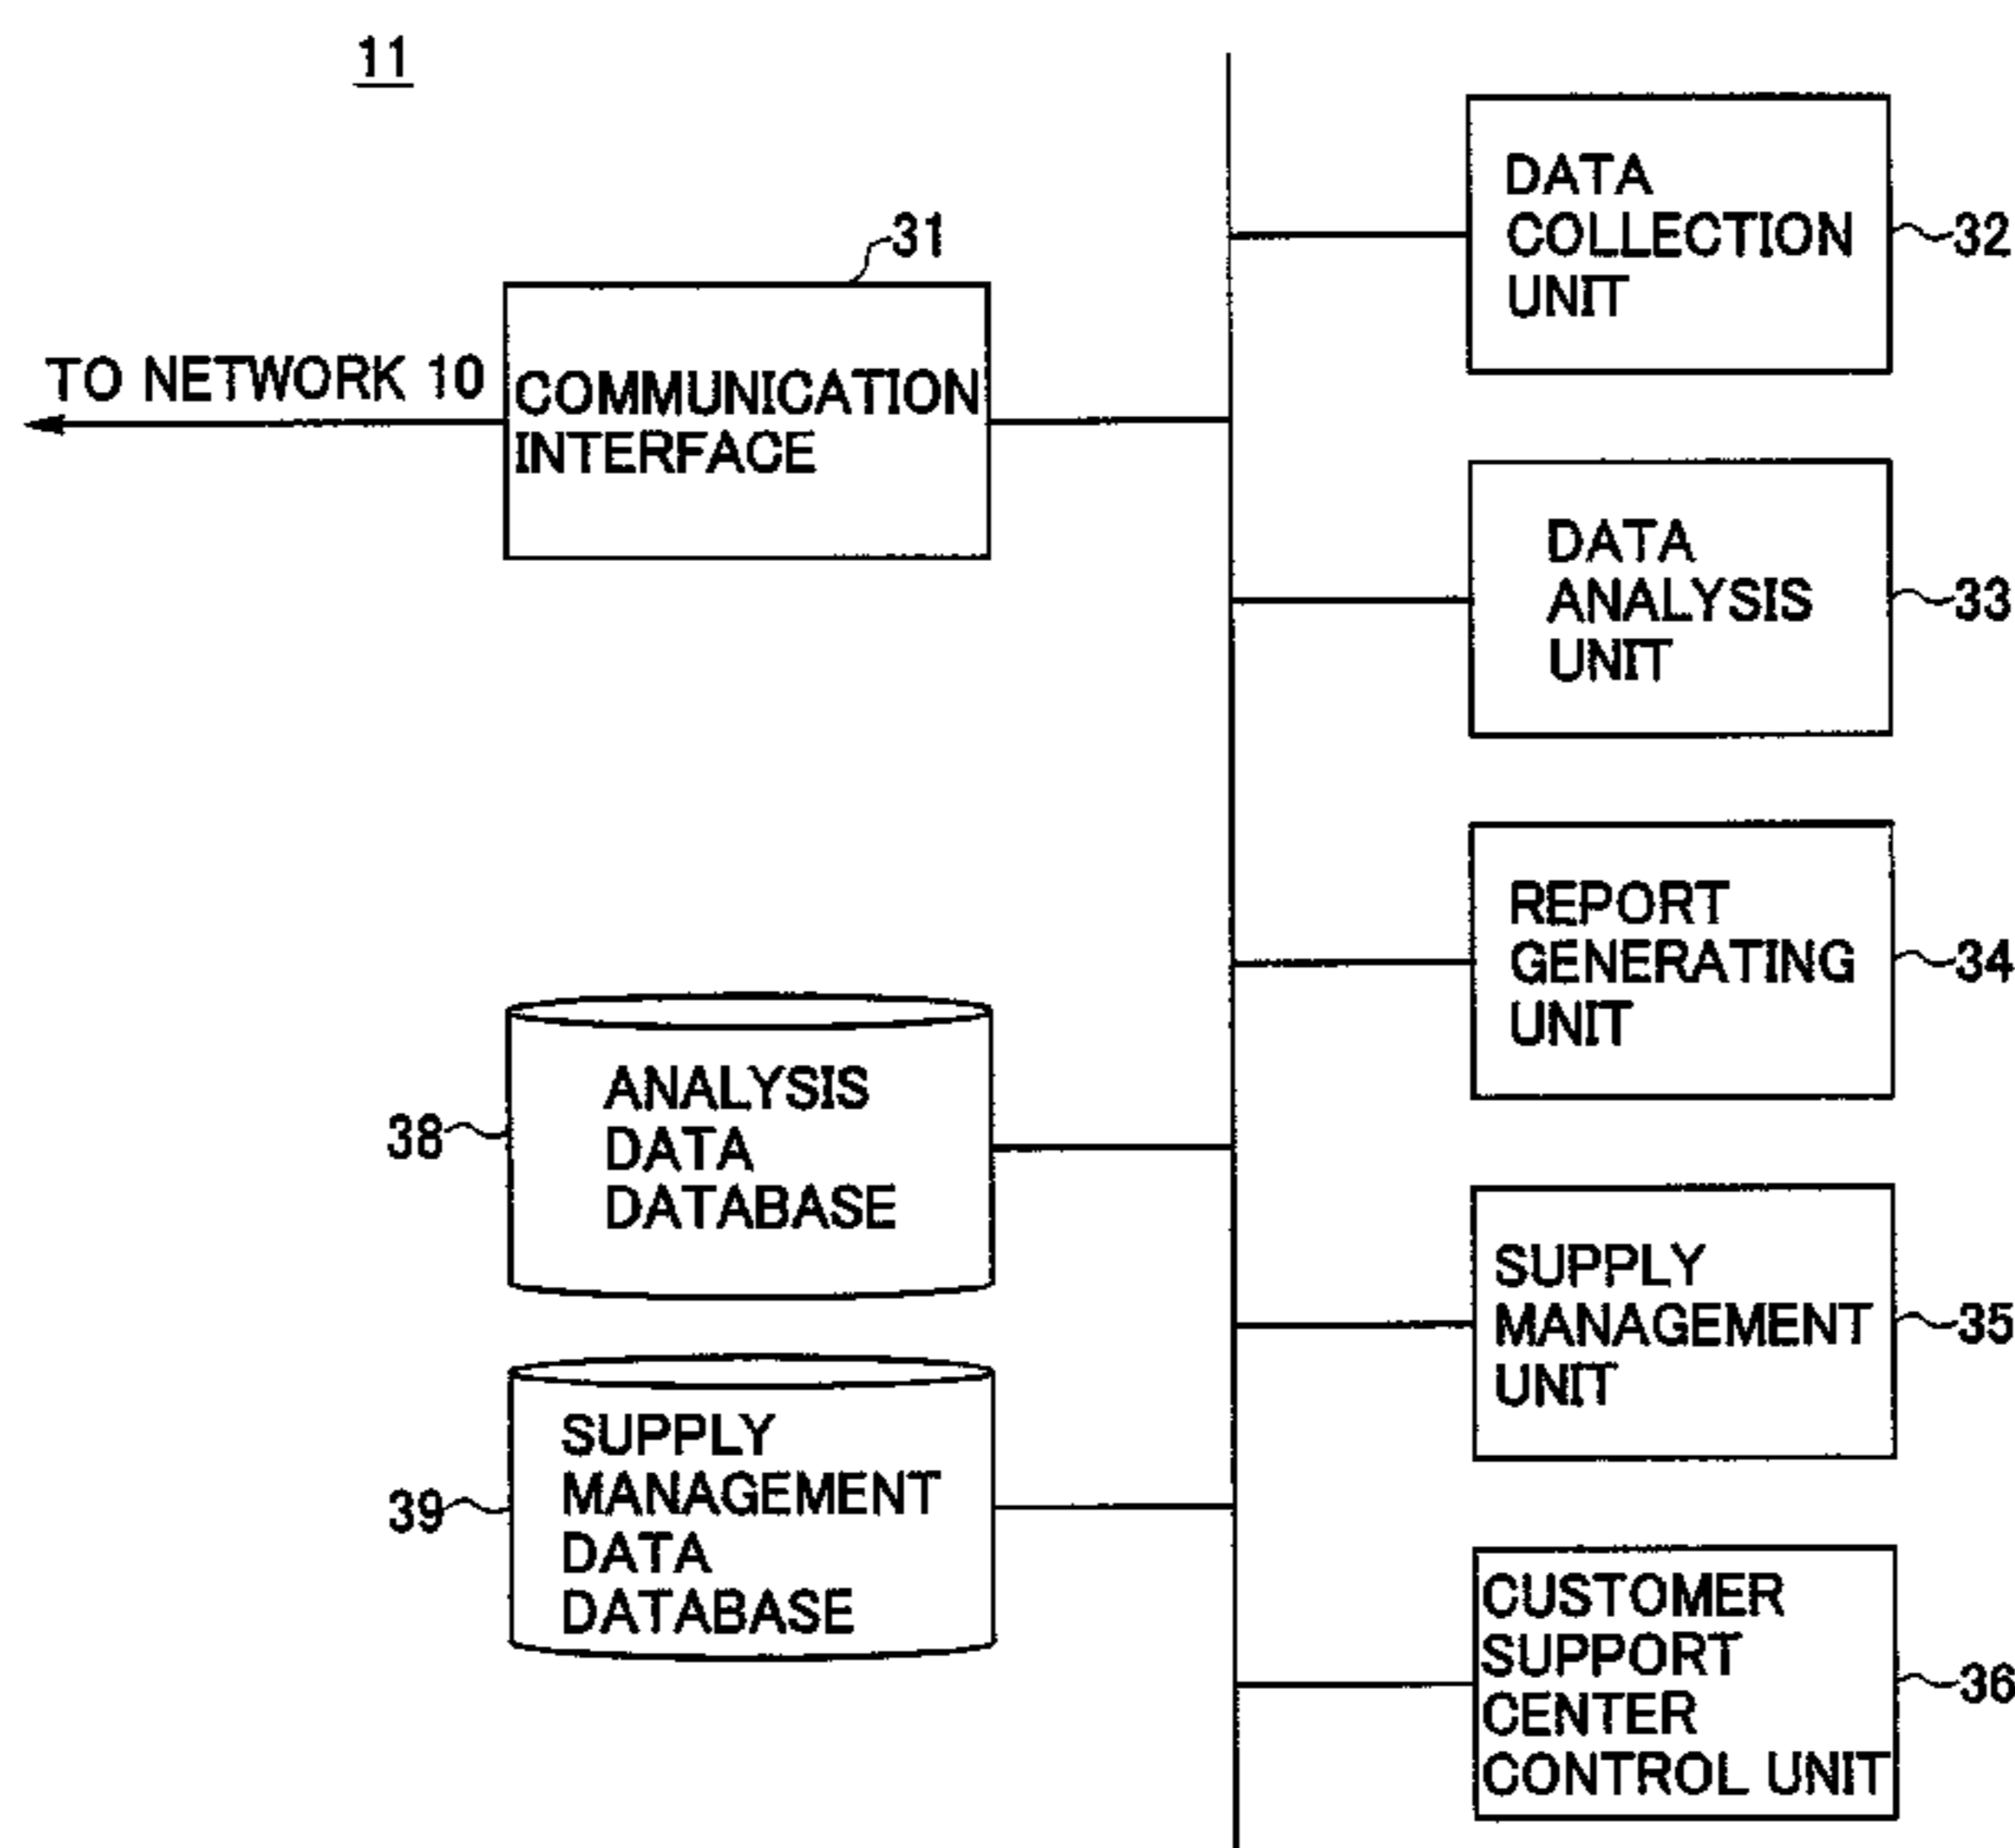 11
31
TO NETWORK 10
COMMUNICATION
INTERFACE
DATA
COLLECTION
UNIT
32
DATA
ANALYSIS
UNIT
33
REPORT
GENERATING
UNIT
34
38
ANALYSIS
DATA
DATABASE
SUPPLY
MANAGEMENT
UNIT
35
39
SUPPLY
MANAGEMENT
DATA
DATABASE
CUSTOMER
SUPPORT
CENTER
CONTROL UNIT
36